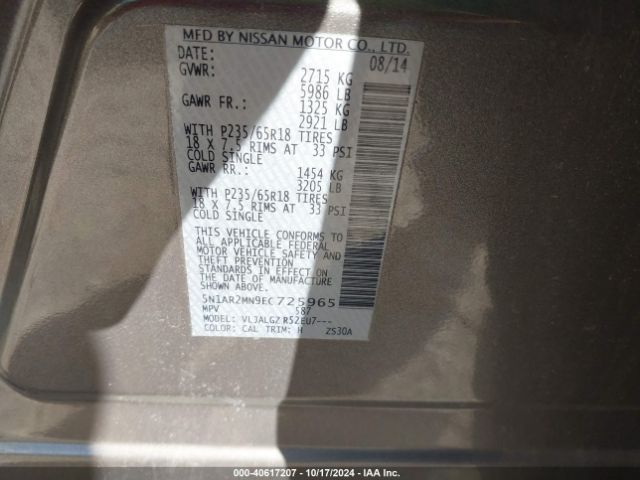 MFD BY NISSAN MOTOR CO., LTD.
DATE: 08/14
GVWR: 2715 KG
5986 LB
GAWR FR.: 1325 KG
2921 LB
WITH P235/65R18 TIRES
18 X 7.5 RIMS AT 33 PSI
COLD SINGLE
GAWR RR.: 1454 KG
3205 LB
WITH P235/65R18 TIRES
18 X 7.5 RIMS AT 33 PSI
COLD SINGLE
THIS VEHICLE CONFORMS TO
ALL APPLICABLE FEDERAL
MOTOR VEHICLE SAFETY AND
THEFT PREVENTION
STANDARDS IN EFFECT ON
THE DATE OF MANUFACTURE
SHOWN ABOVE.
5N1AR2MN9EC725965
MPV 587
MODEL: VLJALGZ R52EU7---
COLOR: CAL TRIM: H ZS30A
000-40617207 - 10/17/2024 - IAA Inc.